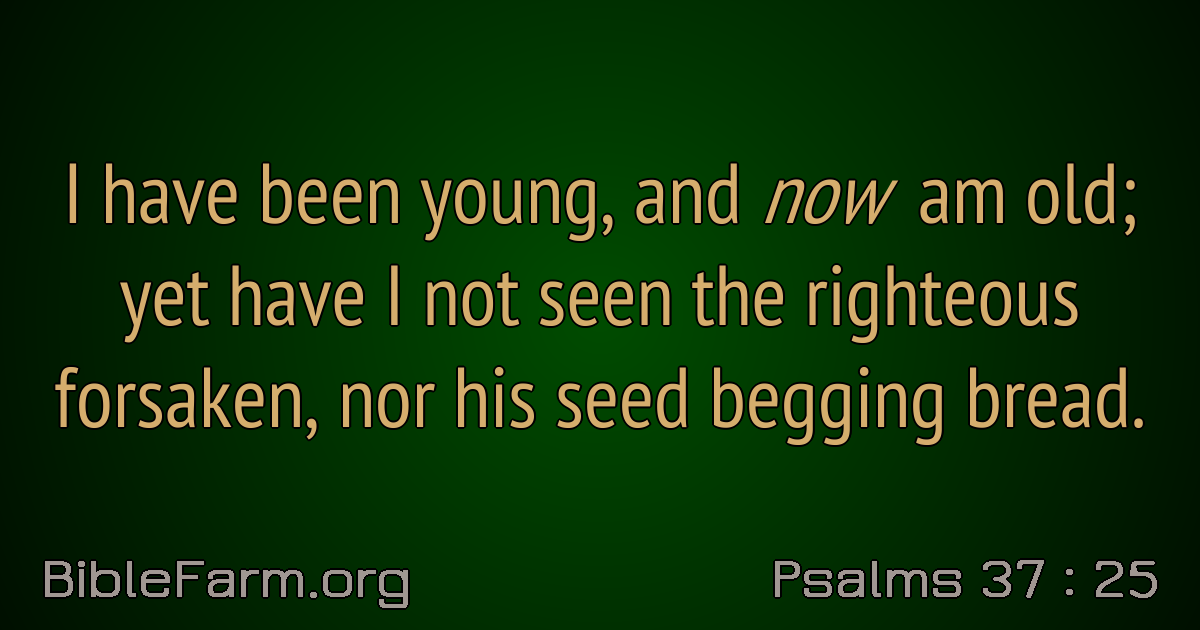 I have been young, and now am old;
yet have I not seen the righteous
forsaken, nor his seed begging bread.
BibleFarm.org
Psalms 37 : 25